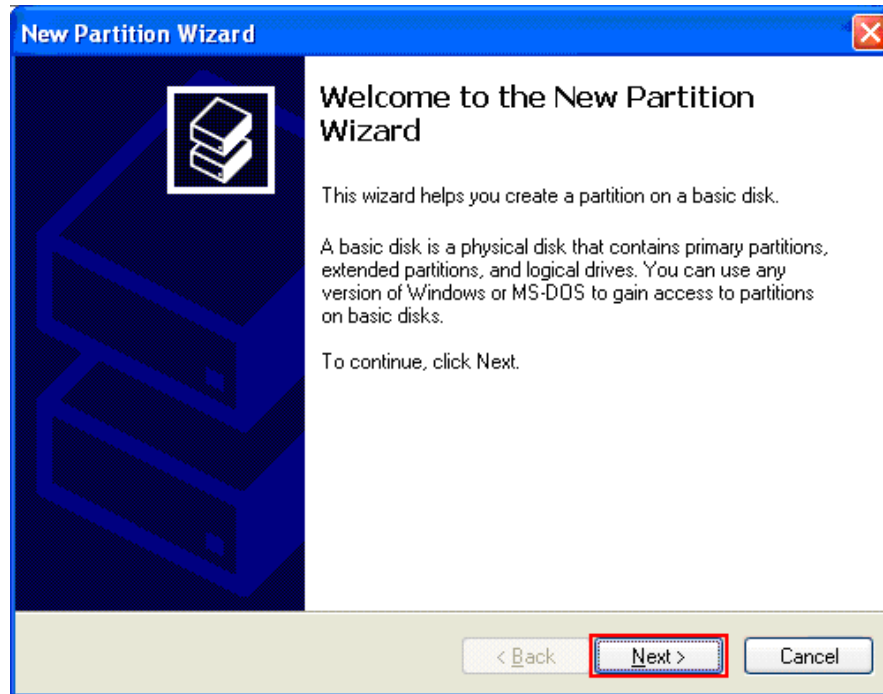 New Partition Wizard
Welcome to the New Partition
Wizard
This wizard helps you create a partition on a basic disk.
A basic disk is a physical disk that contains primary partitions,
extended partitions, and logical drives. You can use any
version of Windows or MS-DOS to gain access to partitions
on basic disks.
To continue, click Next.
< Back Next > Cancel